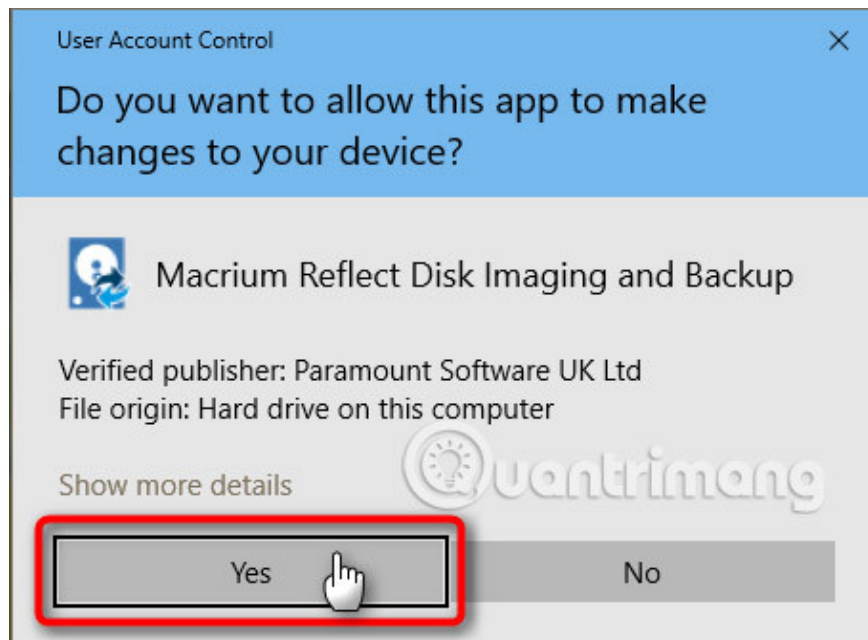 User Account Control
Do you want to allow this app to make
changes to your device?
Macrium Reflect Disk Imaging and Backup
Verified publisher: Paramount Software UK Ltd
File origin: Hard drive on this computer
Show more details
Quantrimang
Yes
No